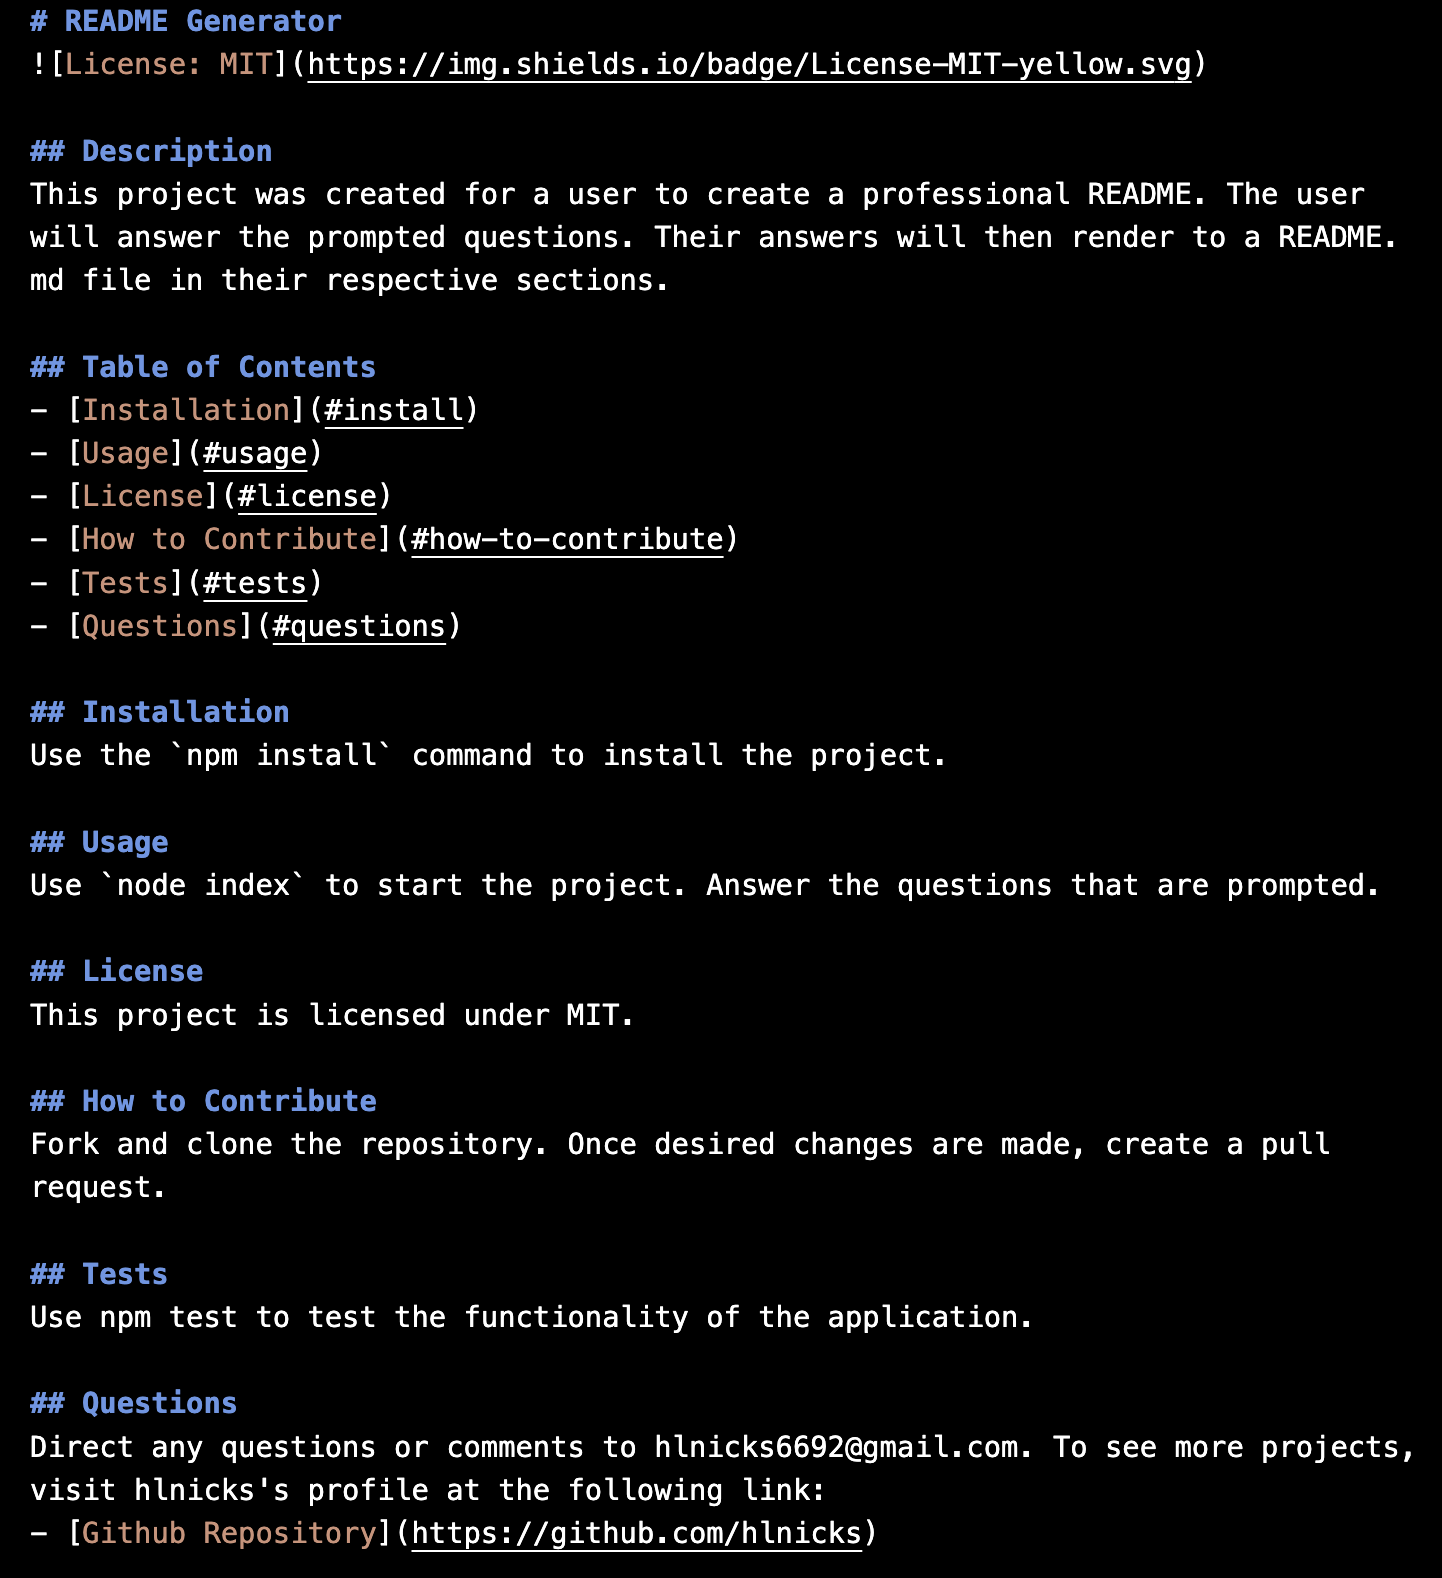 # README Generator
![License: MIT](https://img.shields.io/badge/License-MIT-yellow.svg)
## Description
This project was created for a user to create a professional README. The user
will answer the prompted questions. Their answers will then render to a README.
md file in their respective sections.
## Table of Contents
- [Installation](#install)
- [Usage](#usage)
- [License](#license)
- [How to Contribute](#how-to-contribute)
- [Tests](#tests)
- [Questions](#questions)
## Installation
Use the `npm install` command to install the project.
## Usage
Use `node index` to start the project. Answer the questions that are prompted.
## License
This project is licensed under MIT.
## How to Contribute
Fork and clone the repository. Once desired changes are made, create a pull
request.
## Tests
Use npm test to test the functionality of the application.
## Questions
Direct any questions or comments to hlnicks6692@gmail.com. To see more projects,
visit hlnicks's profile at the following link:
- [Github Repository](https://github.com/hlnicks)